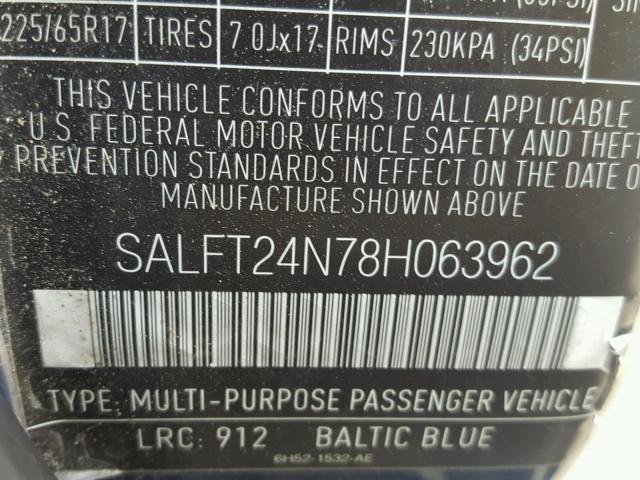 225/65R17 TIRES 7.0Jx17 RIMS 230KPA (34PSI)
THIS VEHICLE CONFORMS TO ALL APPLICABLE
U.S. FEDERAL MOTOR VEHICLE SAFETY AND THEFT
PREVENTION STANDARDS IN EFFECT ON THE DATE O
MANUFACTURE SHOWN ABOVE
SALFT24N78H063962
TYPE: MULTI-PURPOSE PASSENGER VEHICLE
LRC: 912 BALTIC BLUE
6H52-1532-AE